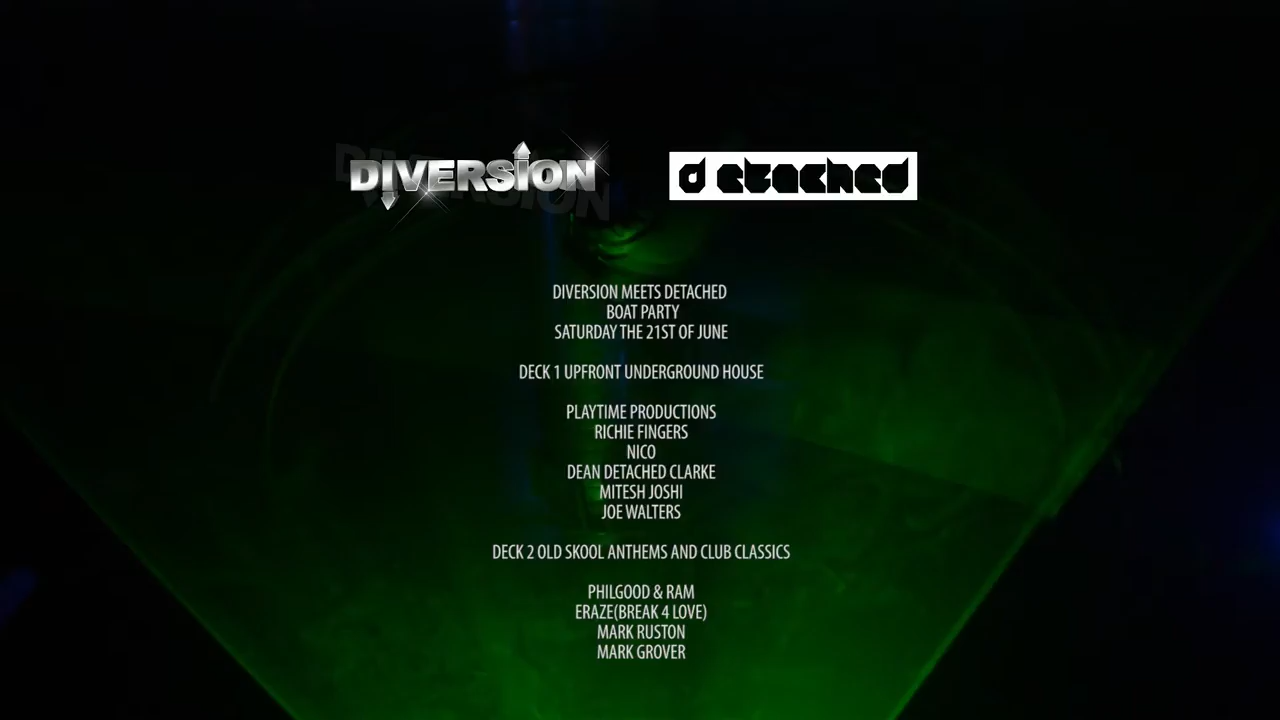 DIVERSION
detached
DIVERSION MEETS DETACHED
BOAT PARTY
SATURDAY THE 21ST OF JUNE
DECK 1 UPFRONT UNDERGROUND HOUSE
PLAYTIME PRODUCTIONS
RICHIE FINGERS
NICO
DEAN DETACHED CLARKE
MITESH JOSHI
JOE WALTERS
DECK 2 OLD SKOOL ANTHEMS AND CLUB CLASSICS
PHILGOOD & RAM
ERAZE(BREAK 4 LOVE)
MARK RUSTON
MARK GROVER